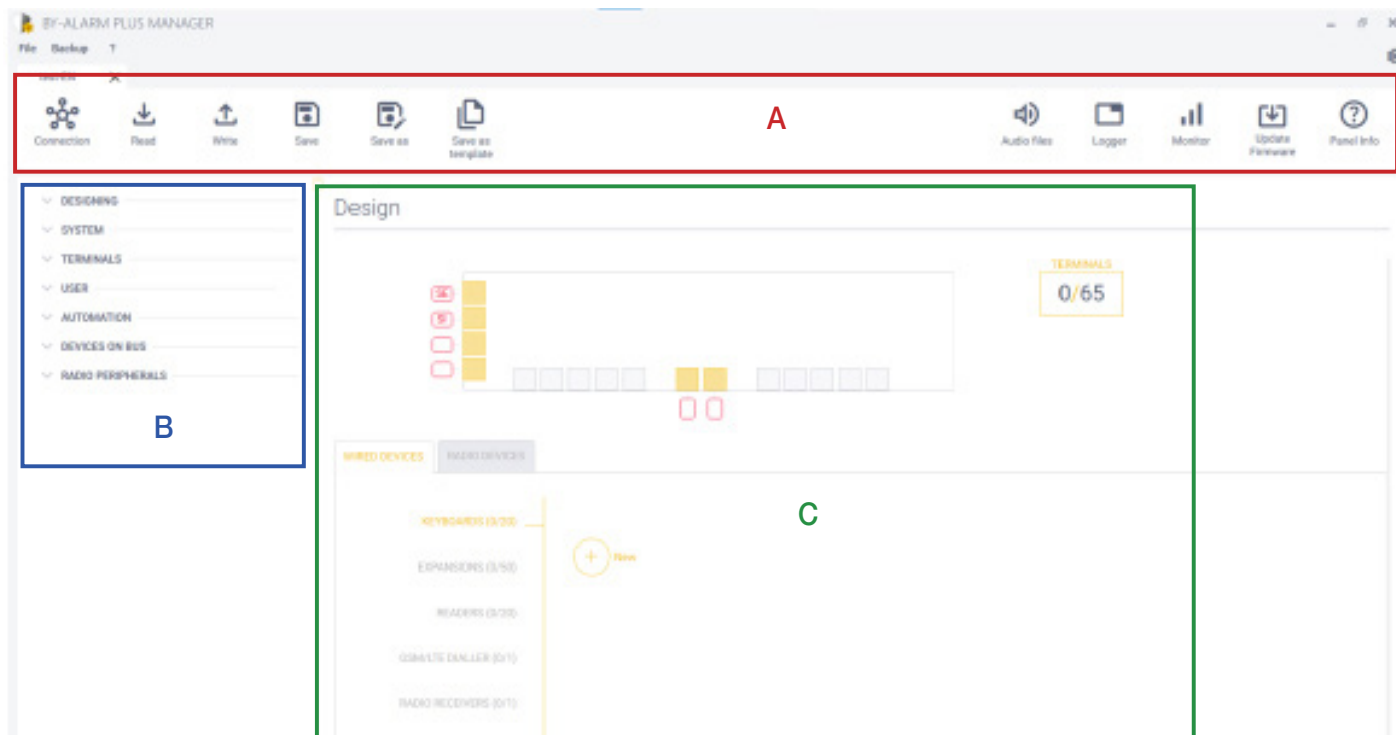 BY-ALARM PLUS MANAGER
File Backup ?
Connection Read Write Save Save as Save as template A Audio files Logger Monitor Update Firmware Panel Info
DESIGNING
SYSTEM
TERMINALS
USER
AUTOMATION
DEVICES ON BUS
RADIO PERIPHERALS
B
Design
TERMINALS
0/65
WIRED DEVICES RADIO DEVICES
C
KEYBOARDS (0/20)
New
EXPANSIONS (0/50)
READERS (0/20)
GSM/LTE DIALLER (0/1)
RADIO RECEIVERS (0/1)